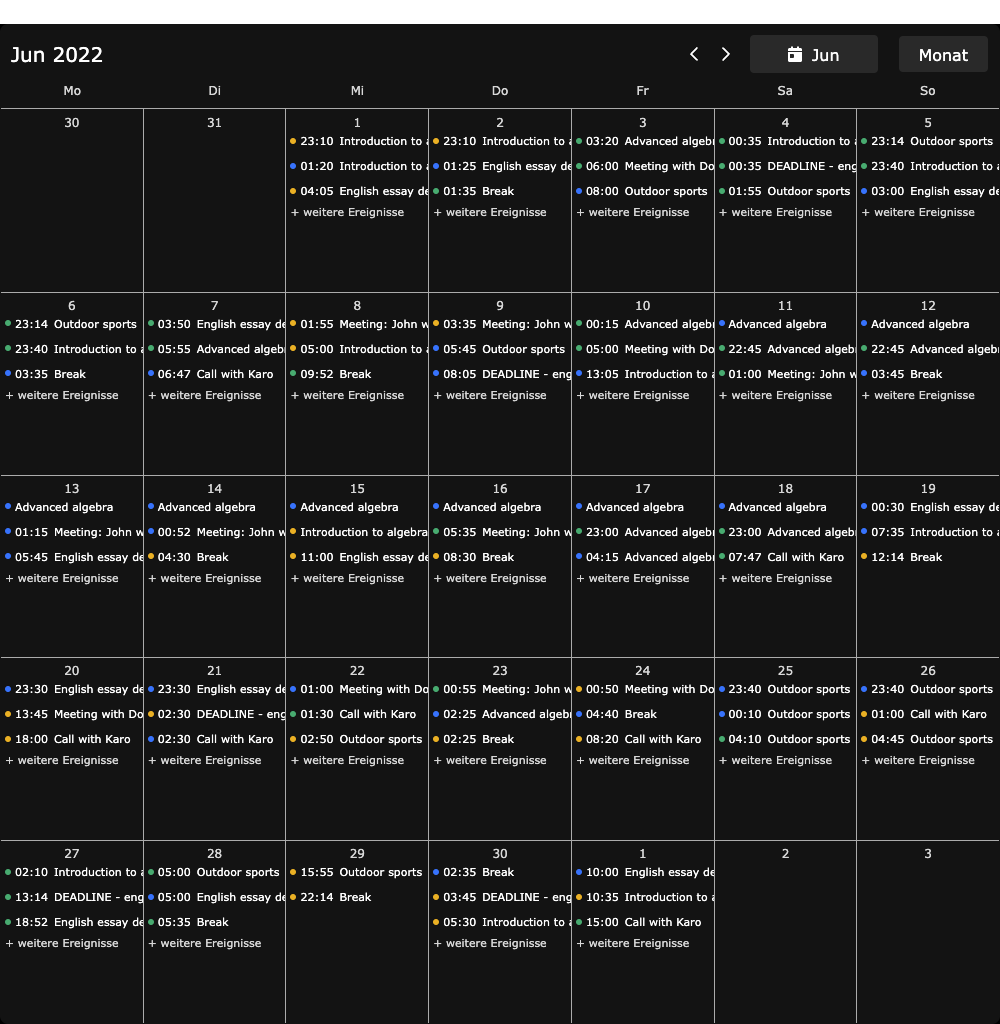 Jun 2022
Jun
Monat
Mo Di Mi Do Fr Sa So
30
31
1
23:10 Introduction to
01:20 Introduction to
04:05 English essay de
+ weitere Ereignisse
2
23:10 Introduction to
01:25 English essay de
01:35 Break
+ weitere Ereignisse
3
03:20 Advanced algeb
06:00 Meeting with Do
08:00 Outdoor sports
+ weitere Ereignisse
4
00:35 Introduction to
00:35 DEADLINE - eng
01:55 Outdoor sports
+ weitere Ereignisse
5
23:14 Outdoor sports
23:40 Introduction to
03:00 English essay de
+ weitere Ereignisse
6
23:14 Outdoor sports
23:40 Introduction to
03:35 Break
+ weitere Ereignisse
7
03:50 English essay de
05:55 Advanced algeb
06:47 Call with Karo
+ weitere Ereignisse
8
01:55 Meeting: John w
05:00 Introduction to
09:52 Break
+ weitere Ereignisse
9
03:35 Meeting: John w
05:45 Outdoor sports
08:05 DEADLINE - eng
+ weitere Ereignisse
10
00:15 Advanced algeb
05:00 Meeting with Do
13:05 Introduction to
+ weitere Ereignisse
11
Advanced algebra
22:45 Advanced algeb
01:00 Meeting: John w
+ weitere Ereignisse
12
Advanced algebra
22:45 Advanced algeb
03:45 Break
+ weitere Ereignisse
13
Advanced algebra
01:15 Meeting: John w
05:45 English essay de
+ weitere Ereignisse
14
Advanced algebra
00:52 Meeting: John w
04:30 Break
+ weitere Ereignisse
15
Advanced algebra
Introduction to algebra
11:00 English essay de
+ weitere Ereignisse
16
Advanced algebra
05:35 Meeting: John w
08:30 Break
+ weitere Ereignisse
17
Advanced algebra
23:00 Advanced algeb
04:15 Advanced algeb
+ weitere Ereignisse
18
Advanced algebra
23:00 Advanced algeb
07:47 Call with Karo
+ weitere Ereignisse
19
00:30 English essay de
07:35 Introduction to
12:14 Break
20
23:30 English essay de
13:45 Meeting with Do
18:00 Call with Karo
+ weitere Ereignisse
21
23:30 English essay de
02:30 DEADLINE - eng
02:30 Call with Karo
+ weitere Ereignisse
22
01:00 Meeting with Do
01:30 Call with Karo
02:50 Outdoor sports
+ weitere Ereignisse
23
00:55 Meeting: John w
02:25 Advanced algeb
02:25 Break
+ weitere Ereignisse
24
00:50 Meeting with Do
04:40 Break
08:20 Call with Karo
+ weitere Ereignisse
25
23:40 Outdoor sports
00:10 Outdoor sports
04:10 Outdoor sports
+ weitere Ereignisse
26
23:40 Outdoor sports
01:00 Call with Karo
04:45 Outdoor sports
+ weitere Ereignisse
27
02:10 Introduction to
13:14 DEADLINE - eng
18:52 English essay de
+ weitere Ereignisse
28
05:00 Outdoor sports
05:00 English essay de
05:35 Break
+ weitere Ereignisse
29
15:55 Outdoor sports
22:14 Break
30
02:35 Break
03:45 DEADLINE - eng
05:30 Introduction to
+ weitere Ereignisse
1
10:00 English essay de
10:35 Introduction to
15:00 Call with Karo
+ weitere Ereignisse
2
3